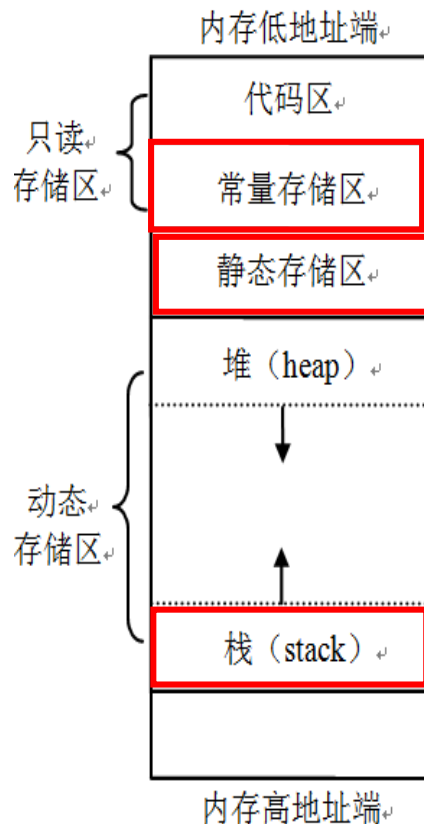 内存低地址端
代码区
只读
存储区
常量存储区
静态存储区
堆（heap）
动态
存储区
栈（stack）
内存高地址端